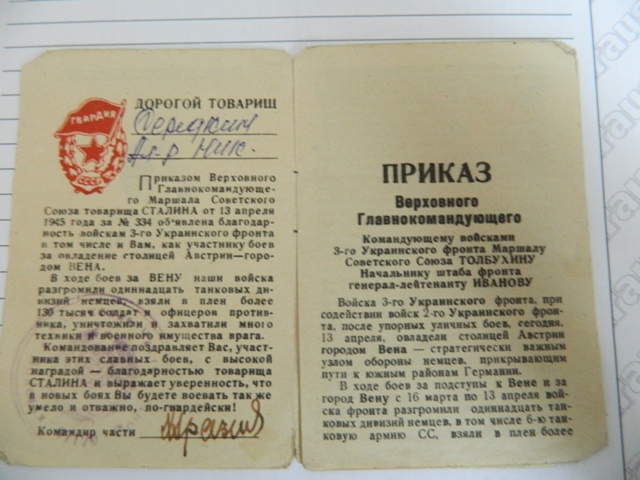 ГВАРДИЯ
СССР
ДОРОГОЙ ТОВАРИЩ
Середкин
Ал-р Ник.
Приказом Верховного
Главнокомандующе-
го Маршала Советского
Союза товарища СТАЛИНА от 13 апреля
1945 года за № 334 об‘явлена благодар-
ность войскам 3-го Украинского фронта
в том числе и Вам, как участнику боев
за овладение столицей Австрии—горо-
дом ВЕНА.
В ходе боев за ВЕНУ наши войска
разгромили одиннадцать танковых ди-
визий немцев, взяли в плен более
130 тысяч солдат и офицеров против-
ника, уничтожили и захватили много
техники и военного имущества врага.
Командование поздравляет Вас, участ-
ника этих славных боев, с высокой
наградой—благодарностью товарища
СТАЛИНА и выражает уверенность, что
в новых боях Вы будете воевать так же
умело и отважно, по-гвардейски!
Командир части
ПРИКАЗ
Верховного
Главнокомандующего
Командующему войсками
3-го Украинского фронта Маршалу
Советского Союза ТОЛБУХИНУ
Начальнику штаба фронта
генерал-лейтенанту ИВАНОВУ
Войска 3-го Украинского фронта, при
содействии войск 2-го Украинского фрон-
та, после упорных уличных боев, сегодня,
13 апреля, овладели столицей Австрии
городом Вена — стратегически важным
узлом обороны немцев, прикрывающим
пути к южным районам Германии.
В ходе боев за подступы к Вене и за
город Вену с 16 марта по 13 апреля вой-
ска фронта разгромили одиннадцать тан-
ковых дивизий немцев, в том числе 6-ю тан-
ковую армию СС, взяли в плен более